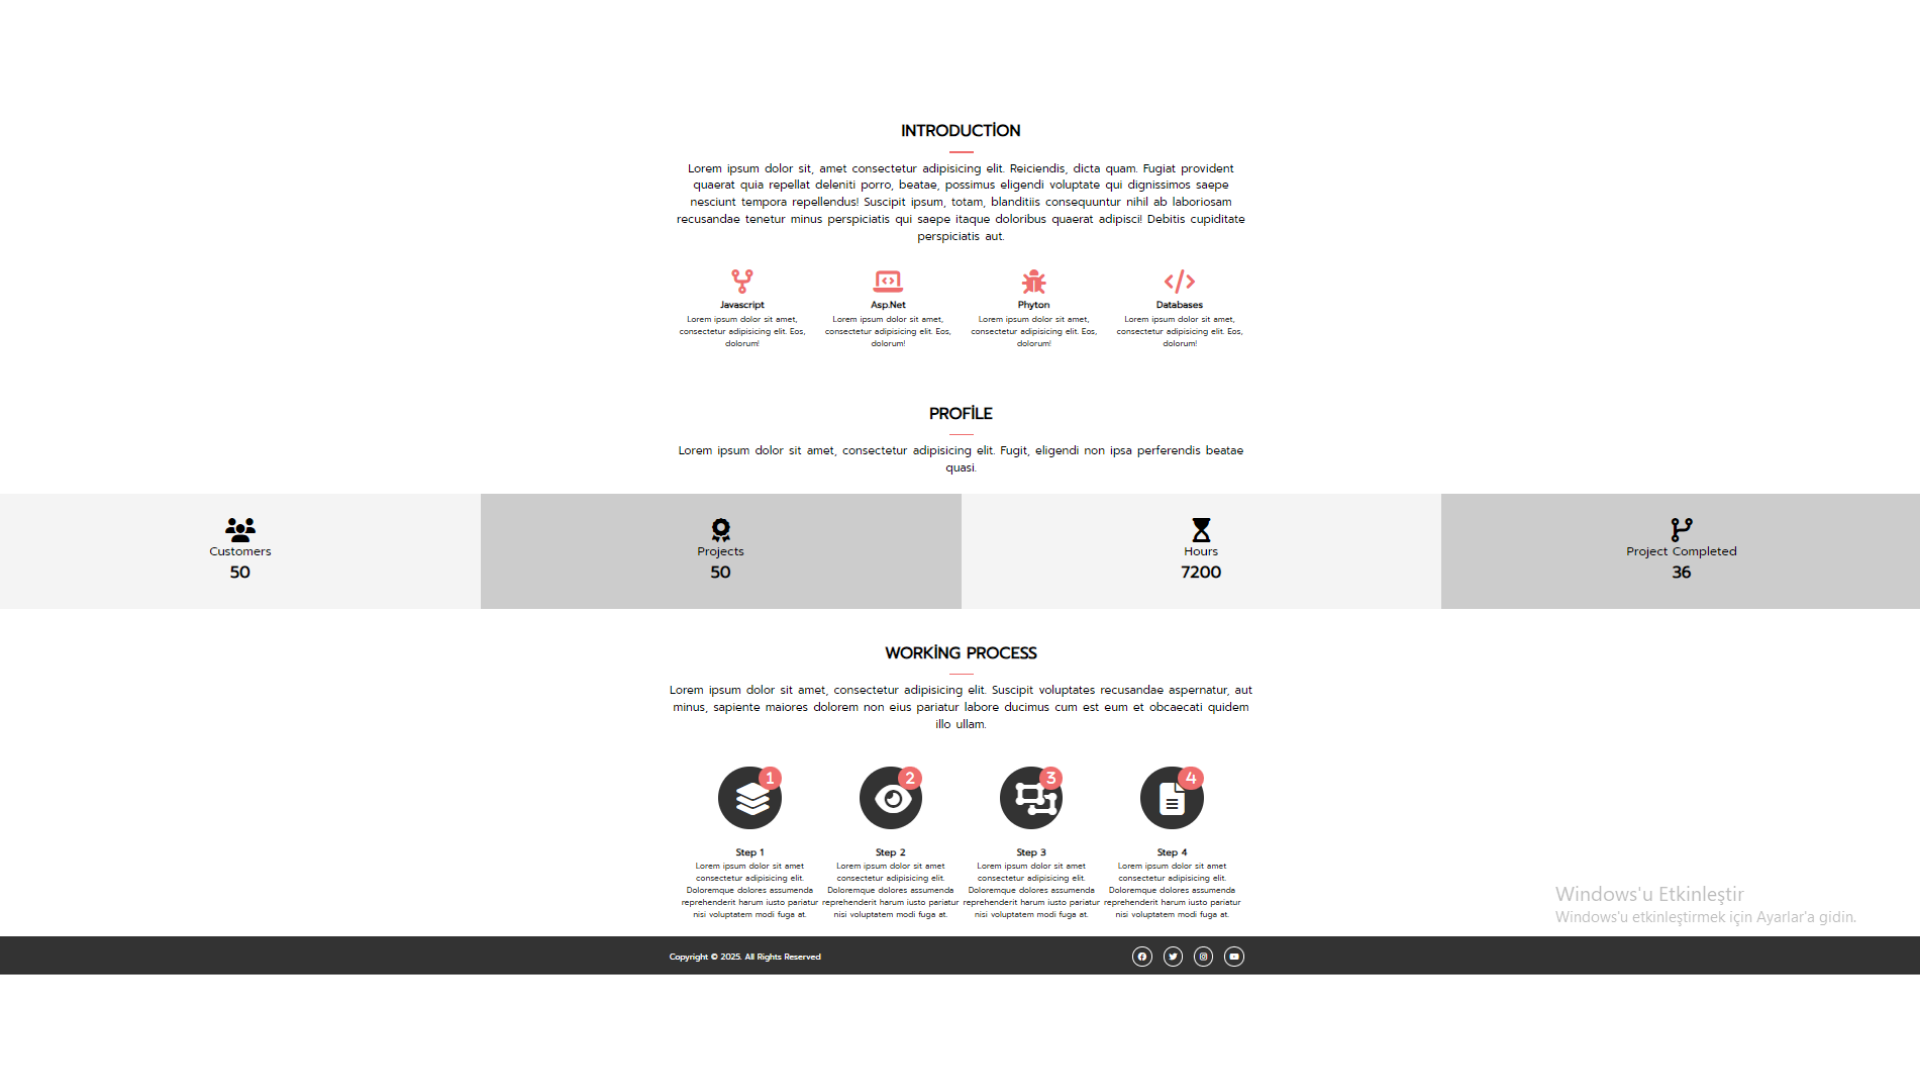 INTRODUCTİON
Lorem ipsum dolor sit, amet consectetur adipisicing elit. Reiciendis, dicta quam. Fugiat provident
quaerat quia repellat deleniti porro, beatae, possimus eligendi voluptate qui dignissimos saepe
nesciunt tempora repellendus! Suscipit ipsum, totam, blanditiis consequuntur nihil ab laboriosam
recusandae tenetur minus perspiciatis qui saepe itaque doloribus quaerat adipisci! Debitis cupiditate
perspiciatis aut.
Javascript
Lorem ipsum dolor sit amet,
consectetur adipisicing elit. Eos,
dolorum!
Asp.Net
Lorem ipsum dolor sit amet,
consectetur adipisicing elit. Eos,
dolorum!
Phyton
Lorem ipsum dolor sit amet,
consectetur adipisicing elit. Eos,
dolorum!
Databases
Lorem ipsum dolor sit amet,
consectetur adipisicing elit. Eos,
dolorum!
PROFİLE
Lorem ipsum dolor sit amet, consectetur adipisicing elit. Fugit, eligendi non ipsa perferendis beatae
quasi.
Customers
50
Projects
50
Hours
7200
Project Completed
36
WORKİNG PROCESS
Lorem ipsum dolor sit amet, consectetur adipisicing elit. Suscipit voluptates recusandae aspernatur, aut
minus, sapiente maiores dolorem non eius pariatur labore ducimus cum est eum et obcaecati quidem
illo ullam.
1
Step 1
Lorem ipsum dolor sit amet
consectetur adipisicing elit.
Doloremque dolores assumenda
reprehenderit harum iusto pariatur
nisi voluptatem modi fuga at.
2
Step 2
Lorem ipsum dolor sit amet
consectetur adipisicing elit.
Doloremque dolores assumenda
reprehenderit harum iusto pariatur
nisi voluptatem modi fuga at.
3
Step 3
Lorem ipsum dolor sit amet
consectetur adipisicing elit.
Doloremque dolores assumenda
reprehenderit harum iusto pariatur
nisi voluptatem modi fuga at.
4
Step 4
Lorem ipsum dolor sit amet
consectetur adipisicing elit.
Doloremque dolores assumenda
reprehenderit harum iusto pariatur
nisi voluptatem modi fuga at.
Windows'u Etkinleştir
Windows'u etkinleştirmek için Ayarlar'a gidin.
Copyright © 2025. All Rights Reserved